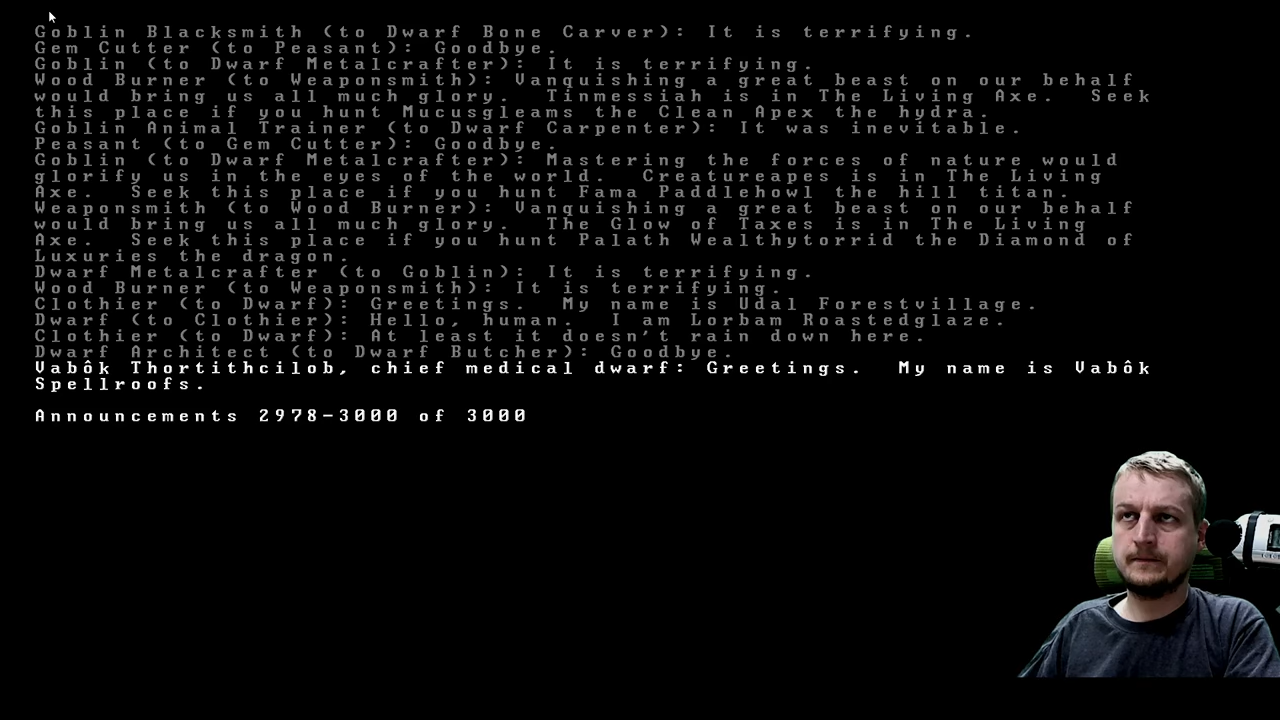 Goblin Blacksmith (to Dwarf Bone Carver): It is terrifying.
Gem Cutter (to Peasant): Goodbye.
Goblin (to Dwarf Metalcrafter): It is terrifying.
Wood Burner (to Weaponsmith): Vanquishing a great beast on our behalf
would bring us all much glory.  Tinmessiah is in The Living Axe.  Seek
this place if you hunt Mucusgleams the Clean Apex the hydra.
Goblin Animal Trainer (to Dwarf Carpenter): It was inevitable.
Peasant (to Gem Cutter): Goodbye.
Goblin (to Dwarf Metalcrafter): Mastering the forces of nature would
glorify us in the eyes of the world.  Creatureapes is in The Living
Axe.  Seek this place if you hunt Fama Paddlehowl the hill titan.
Weaponsmith (to Wood Burner): Vanquishing a great beast on our behalf
would bring us all much glory.  The Glow of Taxes is in The Living
Axe.  Seek this place if you hunt Palath Wealthytorrid the Diamond of
Luxuries the dragon.
Dwarf Metalcrafter (to Goblin): It is terrifying.
Wood Burner (to Weaponsmith): It is terrifying.
Clothier (to Dwarf): Greetings.  My name is Udal Forestvillage.
Dwarf (to Clothier): Hello, human.  I am Lorbam Roastedglaze.
Clothier (to Dwarf): At least it doesn't rain down here.
Dwarf Architect (to Dwarf Butcher): Goodbye.
Vabôk Thortithcilob, chief medical dwarf: Greetings.  My name is Vabôk
Spellroofs.
Announcements 2978-3000 of 3000